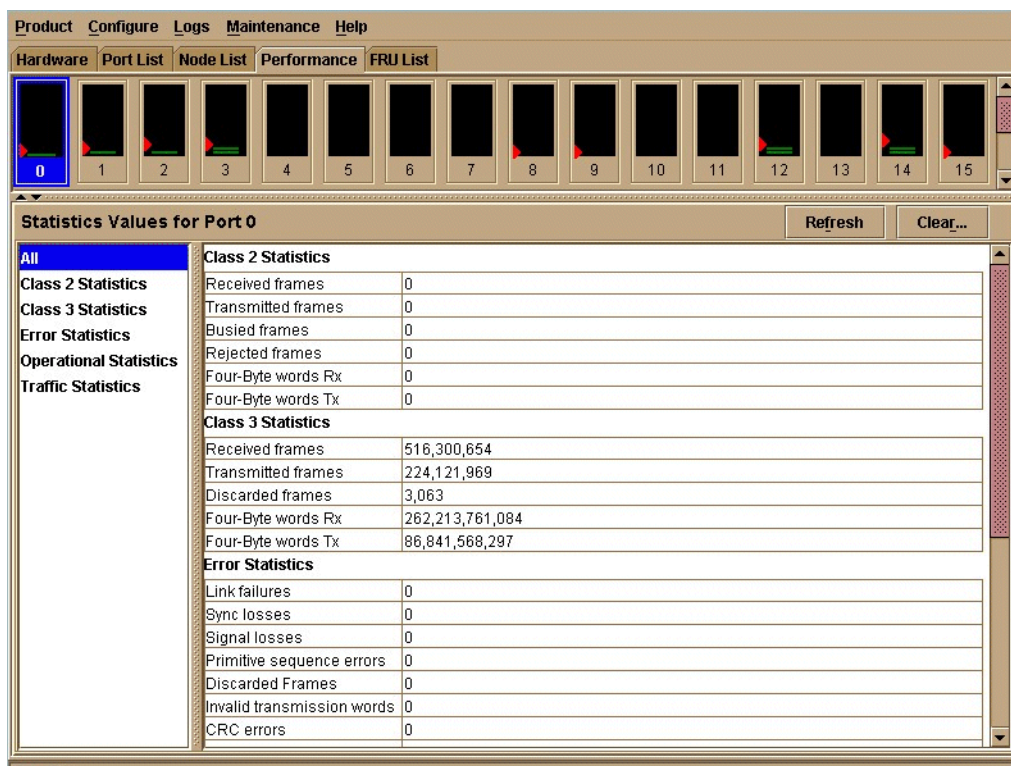 Product Configure Logs Maintenance Help
Hardware Port List Node List Performance FRU List
0 1 2 3 4 5 6 7 8 9 10 11 12 13 14 15
Statistics Values for Port 0 Refresh Clear...
All
Class 2 Statistics
Class 3 Statistics
Error Statistics
Operational Statistics
Traffic Statistics
Class 2 Statistics
Received frames 0
Transmitted frames 0
Busied frames 0
Rejected frames 0
Four-Byte words Rx 0
Four-Byte words Tx 0
Class 3 Statistics
Received frames 516,300,654
Transmitted frames 224,121,969
Discarded frames 3,063
Four-Byte words Rx 262,213,761,084
Four-Byte words Tx 86,841,568,297
Error Statistics
Link failures 0
Sync losses 0
Signal losses 0
Primitive sequence errors 0
Discarded Frames 0
Invalid transmission words 0
CRC errors 0